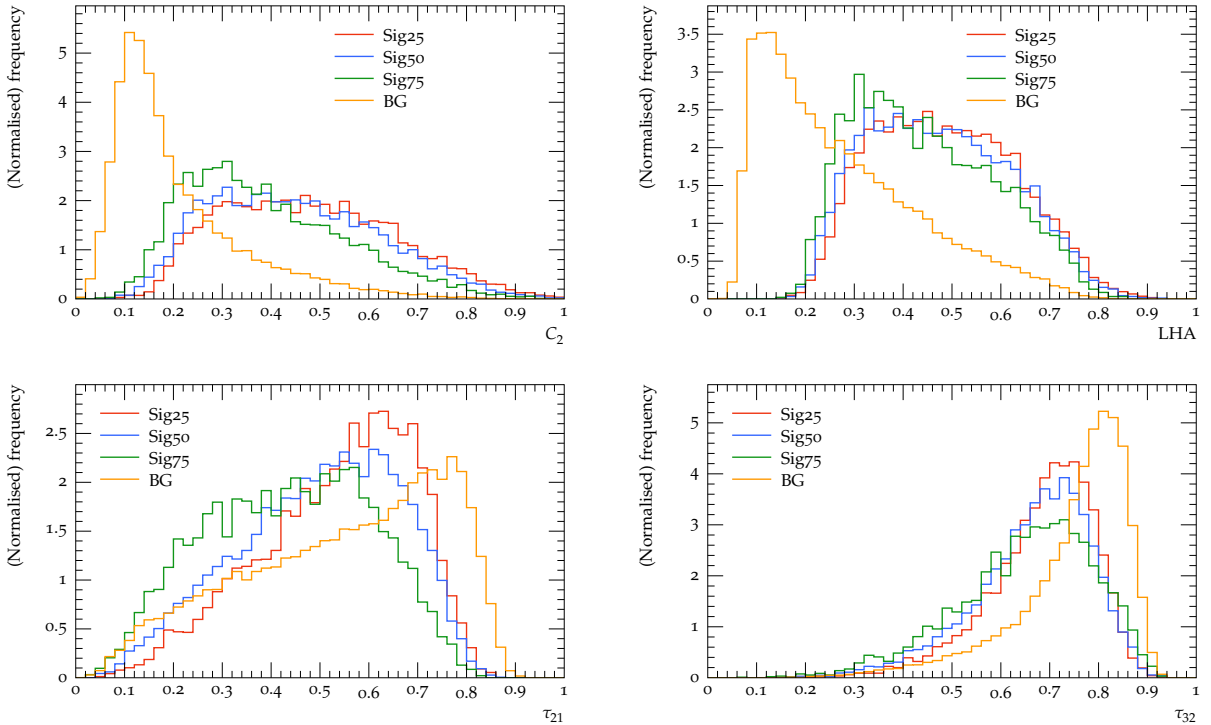 (Normalised) frequency
Sig25
Sig50
Sig75
BG
0 1 2 3 4 5
0 0.1 0.2 0.3 0.4 0.5 0.6 0.7 0.8 0.9 1
C2
(Normalised) frequency
Sig25
Sig50
Sig75
BG
0 0.5 1 1.5 2 2.5 3 3.5
0 0.1 0.2 0.3 0.4 0.5 0.6 0.7 0.8 0.9 1
LHA
(Normalised) frequency
Sig25
Sig50
Sig75
BG
0 0.5 1 1.5 2 2.5
0 0.1 0.2 0.3 0.4 0.5 0.6 0.7 0.8 0.9 1
τ21
(Normalised) frequency
Sig25
Sig50
Sig75
BG
0 1 2 3 4 5
0 0.1 0.2 0.3 0.4 0.5 0.6 0.7 0.8 0.9 1
τ32